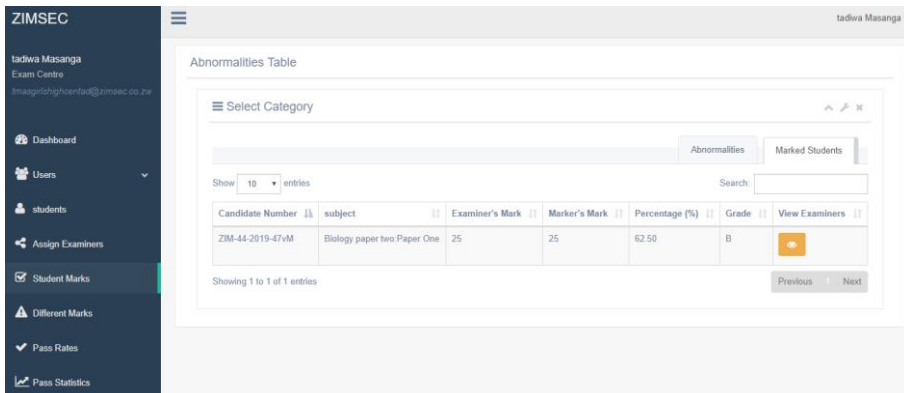 ZIMSEC
tadiwa Masanga
tadiwa Masanga
Exam Centre
Dashboard
Users
students
Assign Examiners
Student Marks
Different Marks
Pass Rates
Pass Statistics
Abnormalities Table
Select Category
Abnormalities Marked Students
Show 10 entries Search:
Candidate Number subject Examiner's Mark Marker's Mark Percentage (%) Grade View Examiners
ZIM-44-2019-47vM Biology paper two:Paper One 25 25 62.50 B
Showing 1 to 1 of 1 entries
Previous 1 Next